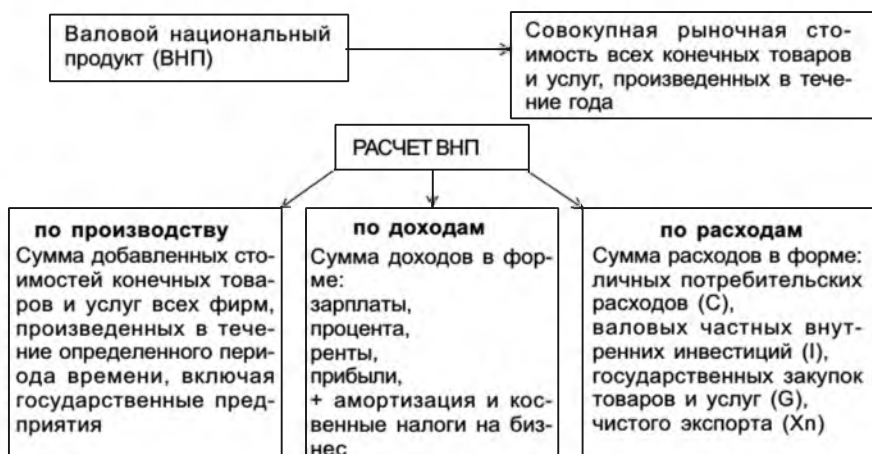 Валовой национальный
продукт (ВНП)
Совокупная рыночная сто-
имость всех конечных товаров
и услуг, произведенных в тече-
ние года
РАСЧЕТ ВНП
по производству
Сумма добавленных сто-
имостей конечных това-
ров и услуг всех фирм,
произведенных в тече-
ние определенного пери-
ода времени, включая
государственные пред-
приятия
по доходам
Сумма доходов в фор-
ме:
зарплаты,
процента,
ренты,
прибыли,
+ амортизация и кос-
венные налоги на биз-
нес
по расходам
Сумма расходов в форме:
личных потребительских
расходов (С),
валовых частных внут-
ренних инвестиций (I),
государственных закупок
товаров и услуг (G),
чистого экспорта (Xn)